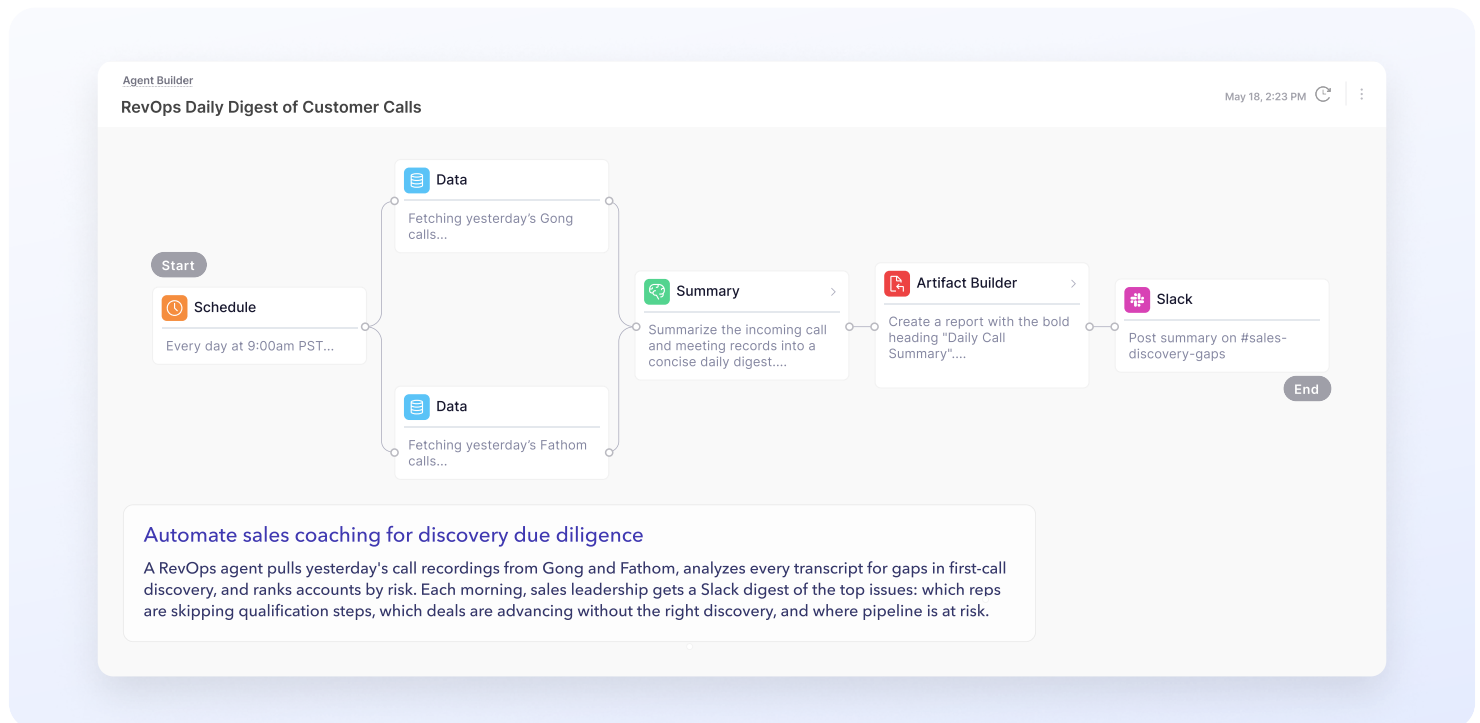 Agent Builder
RevOps Daily Digest of Customer Calls
May 18, 2:23 PM
Start
Schedule
Every day at 9:00am PST...
Data
Fetching yesterday’s Gong
calls...
Data
Fetching yesterday’s Fathom
calls...
Summary
Summarize the incoming call
and meeting records into a
concise daily digest....
Artifact Builder
Create a report with the bold
heading "Daily Call
Summary"....
Slack
Post summary on #sales-
discovery-gaps
End
Automate sales coaching for discovery due diligence
A RevOps agent pulls yesterday's call recordings from Gong and Fathom, analyzes every transcript for gaps in first-call
discovery, and ranks accounts by risk. Each morning, sales leadership gets a Slack digest of the top issues: which reps
are skipping qualification steps, which deals are advancing without the right discovery, and where pipeline is at risk.